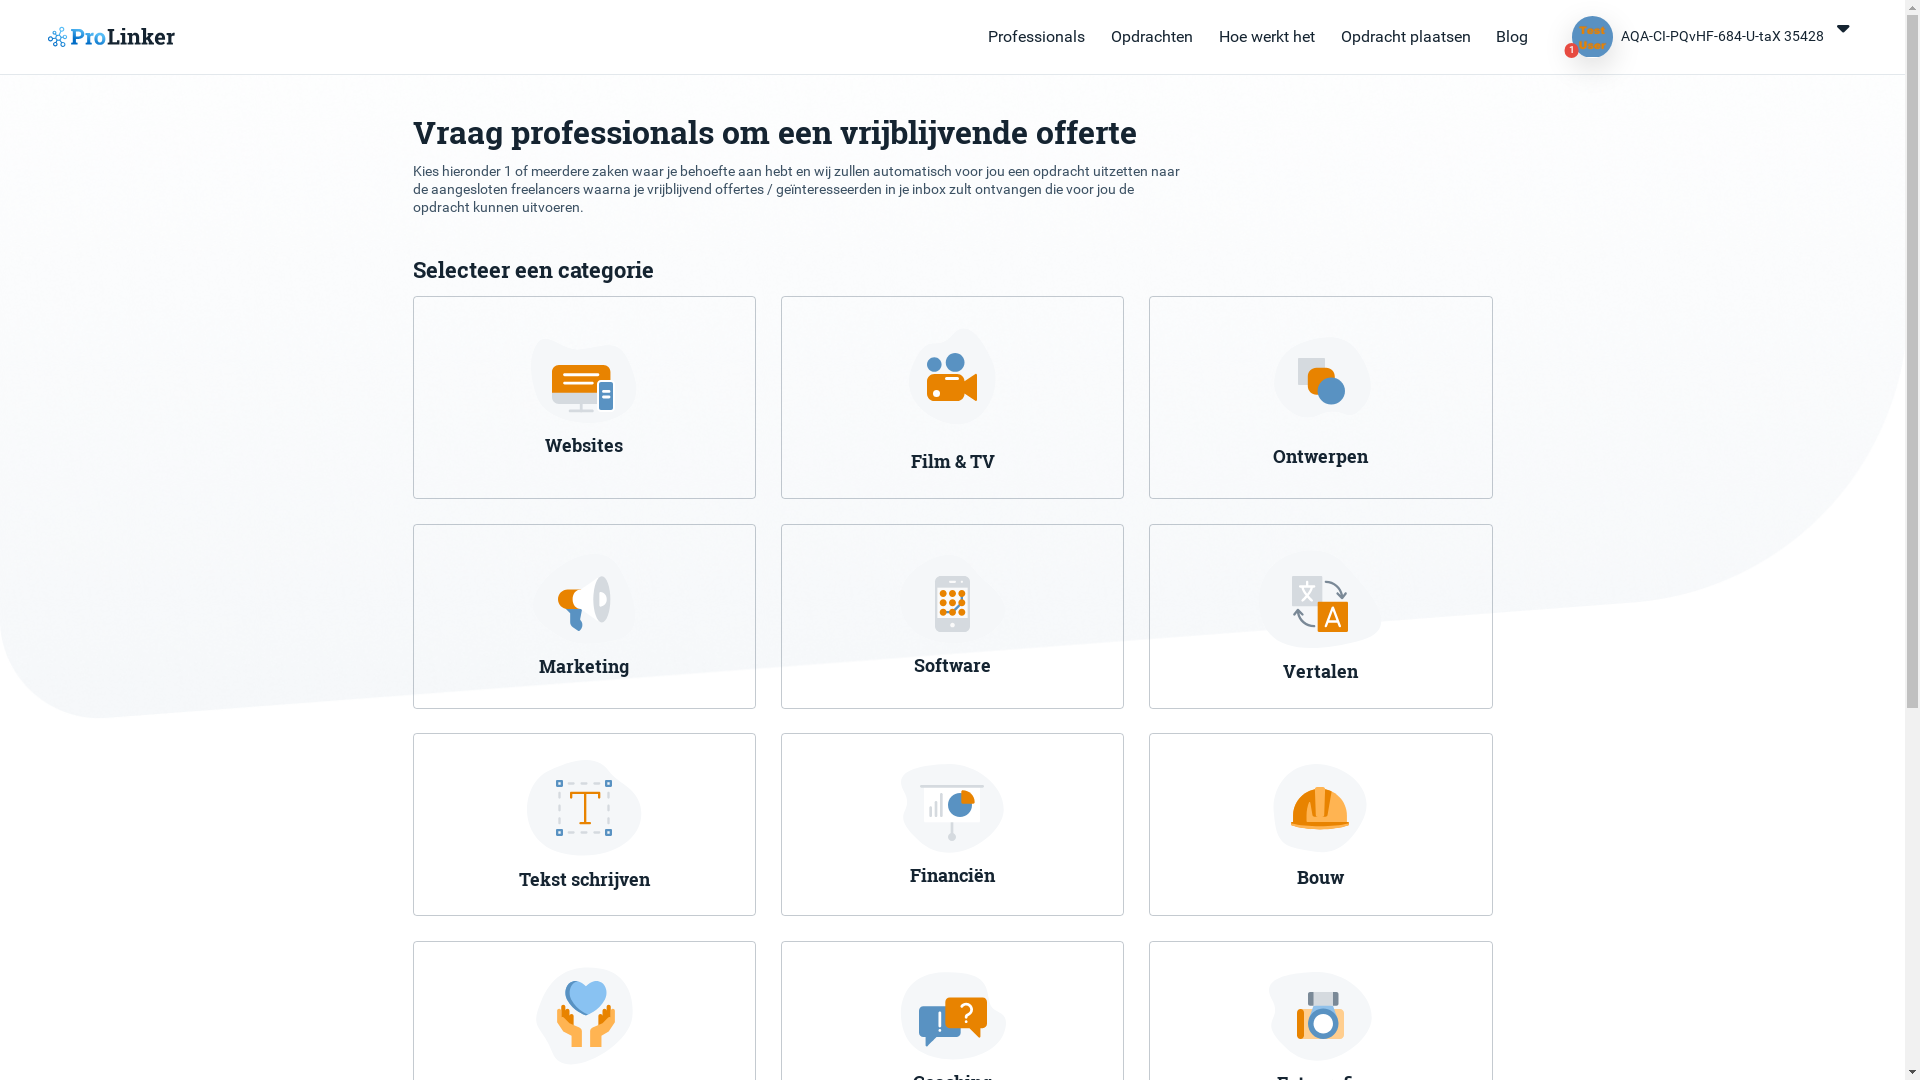 ProLinker
Professionals
Opdrachten
Hoe werkt het
Opdracht plaatsen
Blog
Test
User
1
AQA-CI-PQvHF-684-U-taX 35428
Vraag professionals om een vrijblijvende offerte
Kies hieronder 1 of meerdere zaken waar je behoefte aan hebt en wij zullen automatisch voor jou een opdracht uitzetten naar
de aangesloten freelancers waarna je vrijblijvend offertes / geïnteresseerden in je inbox zult ontvangen die voor jou de
opdracht kunnen uitvoeren.
Selecteer een categorie
Websites
Film & TV
Ontwerpen
Marketing
Software
Vertalen
Tekst schrijven
Financiën
Bouw
Coaching